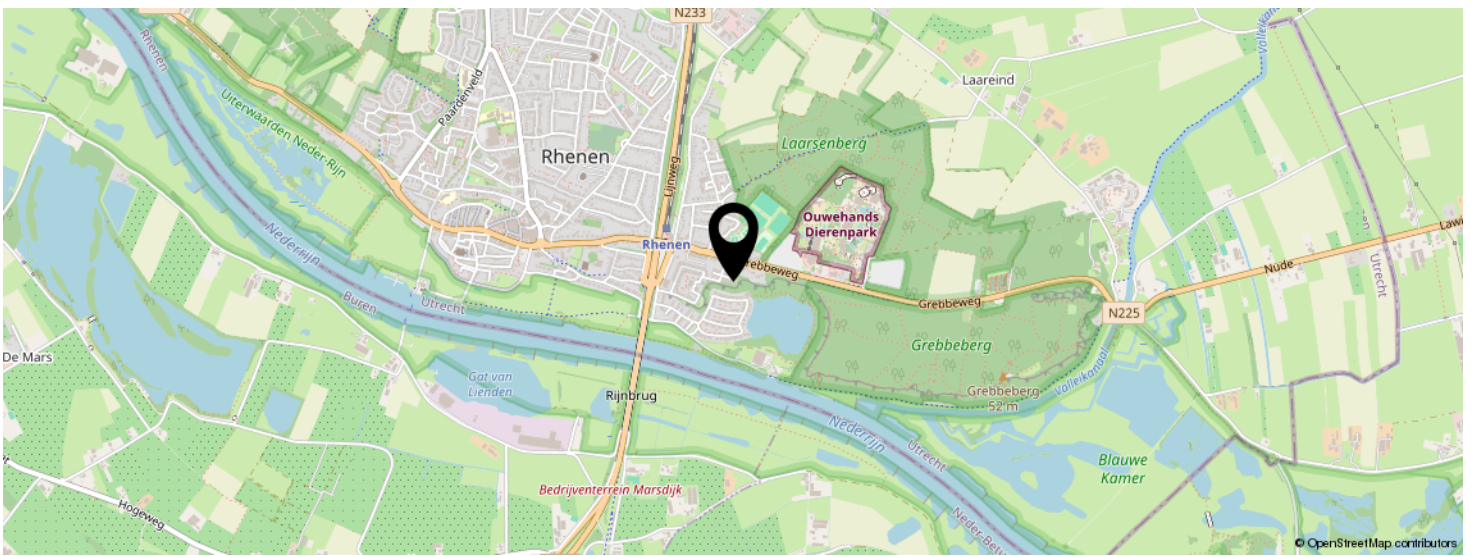 N233
Rhenen
Paardenveld
Valleikanaal
Laareind
Uiterwaarden Neder-Rijn
Laarsenberg
Rhenen
Lijnweg
Ouwehands
Dierenpark
Nederrijn
Rhenen
Grebbeweg
Nude
Utrecht
Utrecht
Buren
Grebbeweg
N225
De Mars
Grebbeberg
Gat van
Lienden
Valleikanaal
Grebbeberg
52 m
Rijnbrug
Nederrijn
Utrecht
Blauwe
Kamer
Bedrijventerrein Marsdijk
Hogeweg
© OpenStreetMap contributors